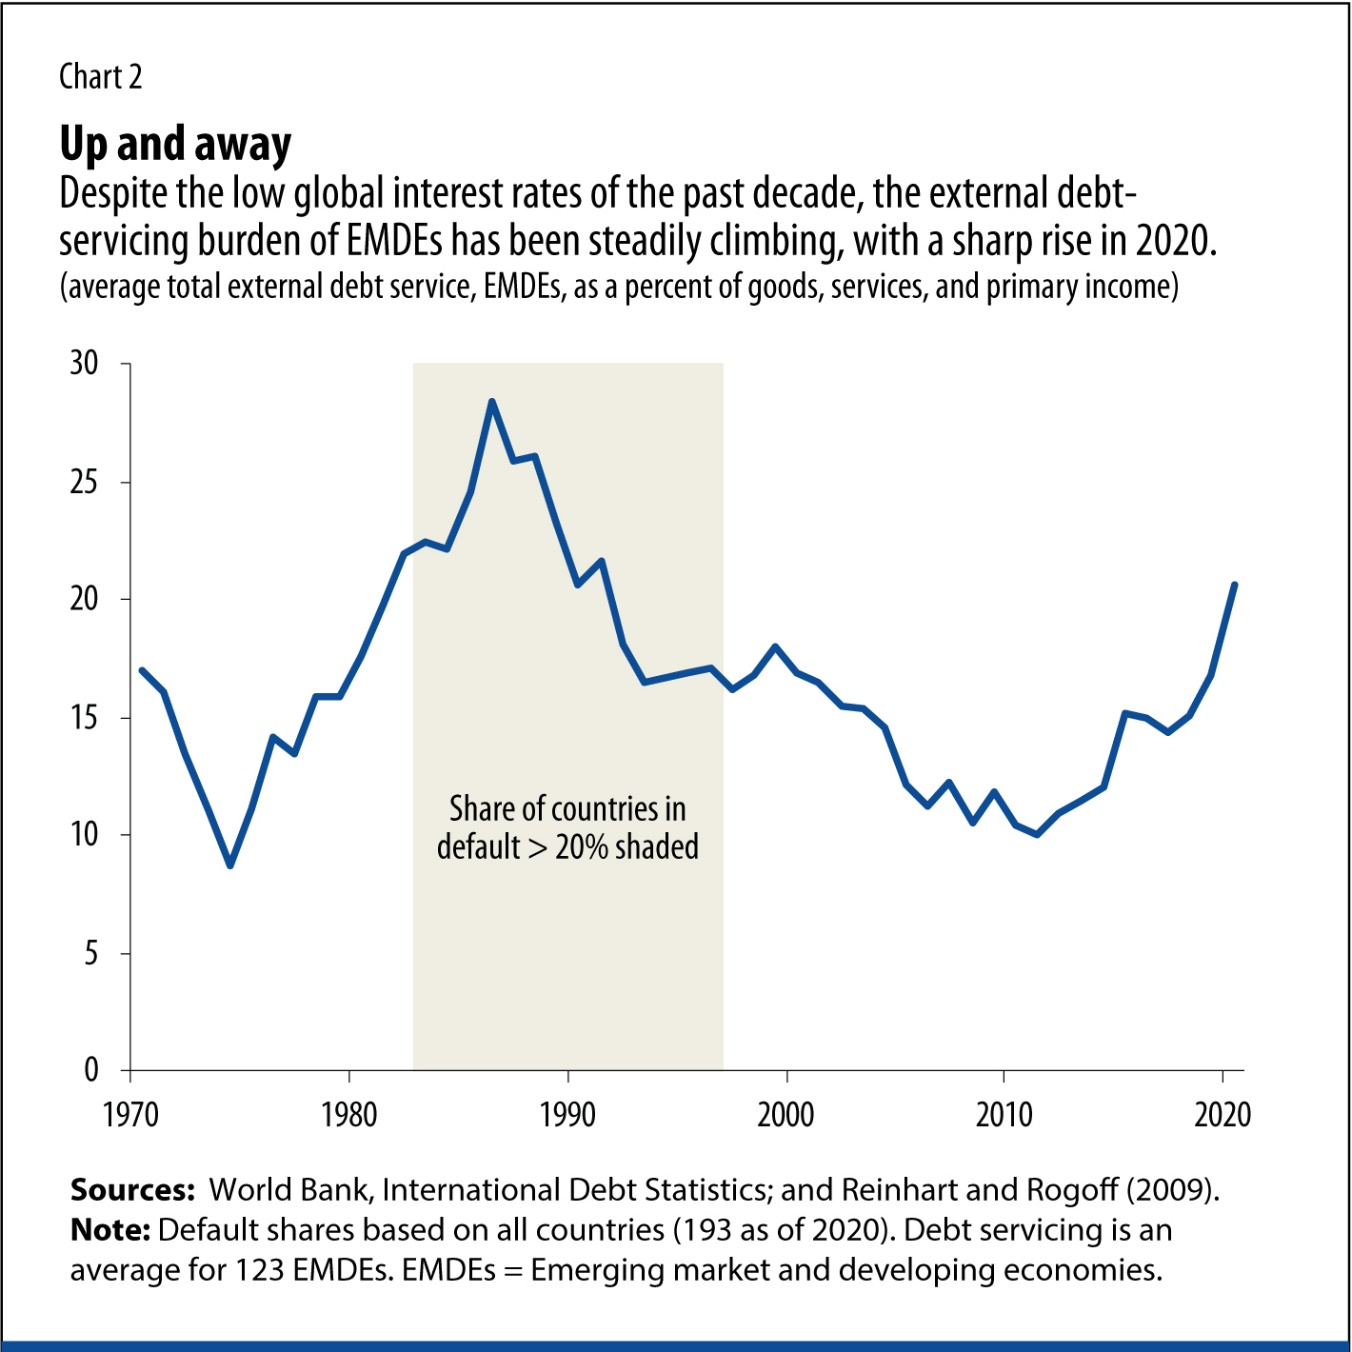 Chart 2
Up and away
Despite the low global interest rates of the past decade, the external debt-
servicing burden of EMDEs has been steadily climbing, with a sharp rise in 2020.
(average total external debt service, EMDEs, as a percent of goods, services, and primary income)
30
25
20
15
10
5
0
Share of countries in
default > 20% shaded
1970 1980 1990 2000 2010 2020
Sources: World Bank, International Debt Statistics; and Reinhart and Rogoff (2009).
Note: Default shares based on all countries (193 as of 2020). Debt servicing is an
average for 123 EMDEs. EMDEs = Emerging market and developing economies.